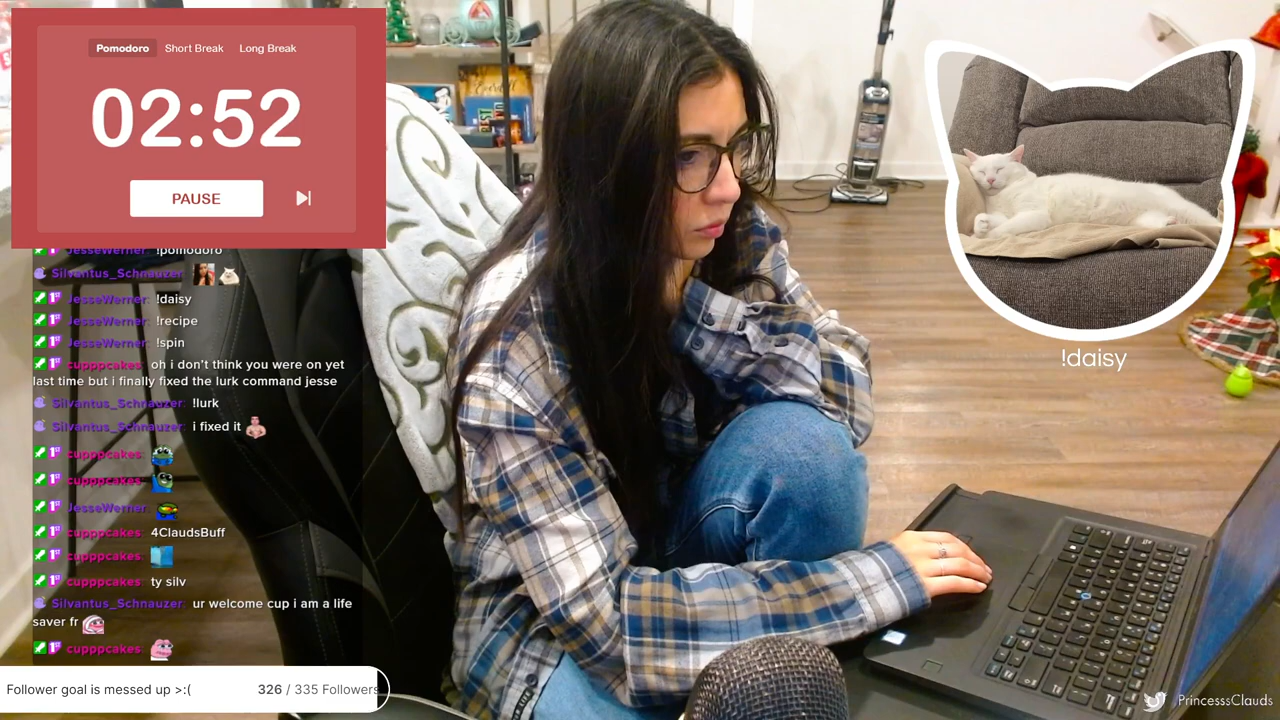 Pomodoro Short Break Long Break
02:52
PAUSE
JesseWerner: !pomodoro
Silvantus_Schnauzer:
JesseWerner: !daisy
JesseWerner: !recipe
JesseWerner: !spin
cupppcakes: oh i don't think you were on yet
last time but i finally fixed the lurk command jesse
Silvantus_Schnauzer: !lurk
Silvantus_Schnauzer: i fixed it
cupppcakes:
cupppcakes:
JesseWerner:
cupppcakes: 4CloudsBuff
cupppcakes:
cupppcakes: ty silv
Silvantus_Schnauzer: ur welcome cup i am a life
saver fr
cupppcakes:
Follower goal is messed up >:( 326 / 335 Followers
!daisy
PrincesssClauds